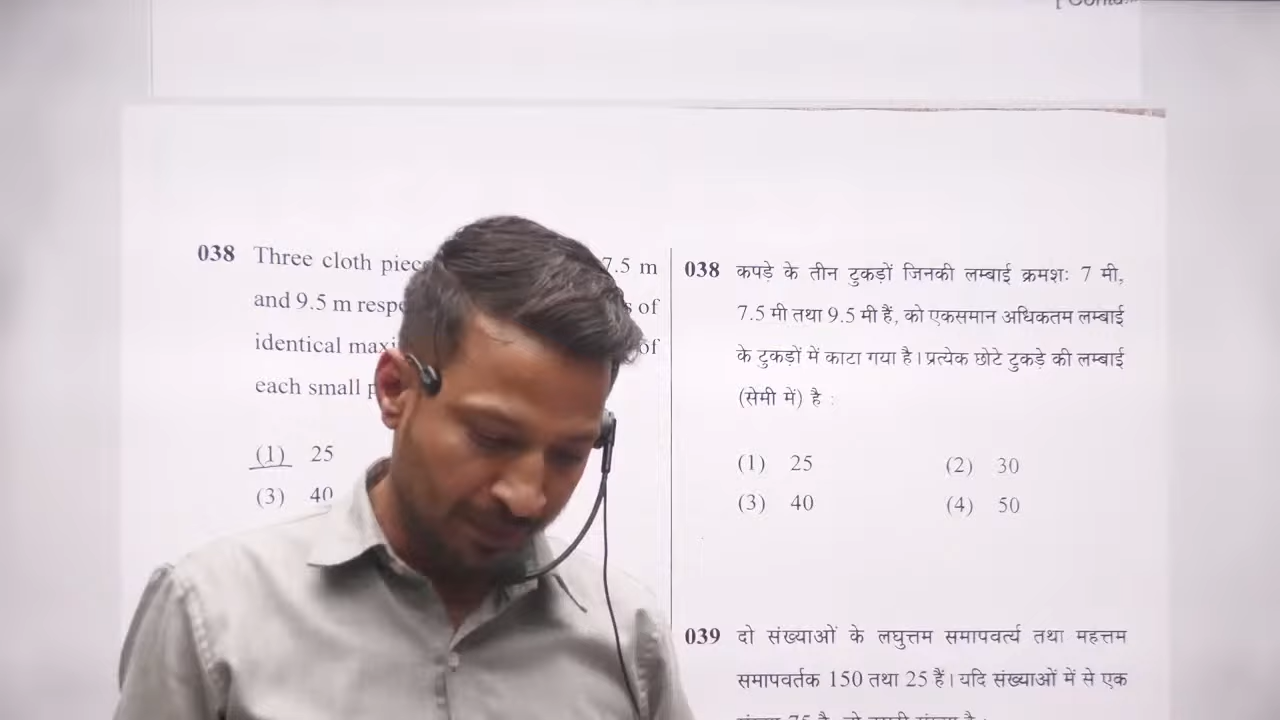 038 Three cloth 7.5 m
and 9.5 m of
identical of
each small
(1) 25
(3) 40
038 कपड़े के तीन टुकड़ों जिनकी लम्बाई क्रमशः 7 मी,
7.5 मी तथा 9.5 मी हैं, को एकसमान अधिकतम लम्बाई
के टुकड़ों में काटा गया है। प्रत्येक छोटे टुकड़े की लम्बाई
(सेमी में) है :
(1) 25 (2) 30
(3) 40 (4) 50
039 दो संख्याओं के लघुत्तम समापवर्त्य तथा महत्तम
समापवर्तक 150 तथा 25 हैं। यदि संख्याओं में से एक